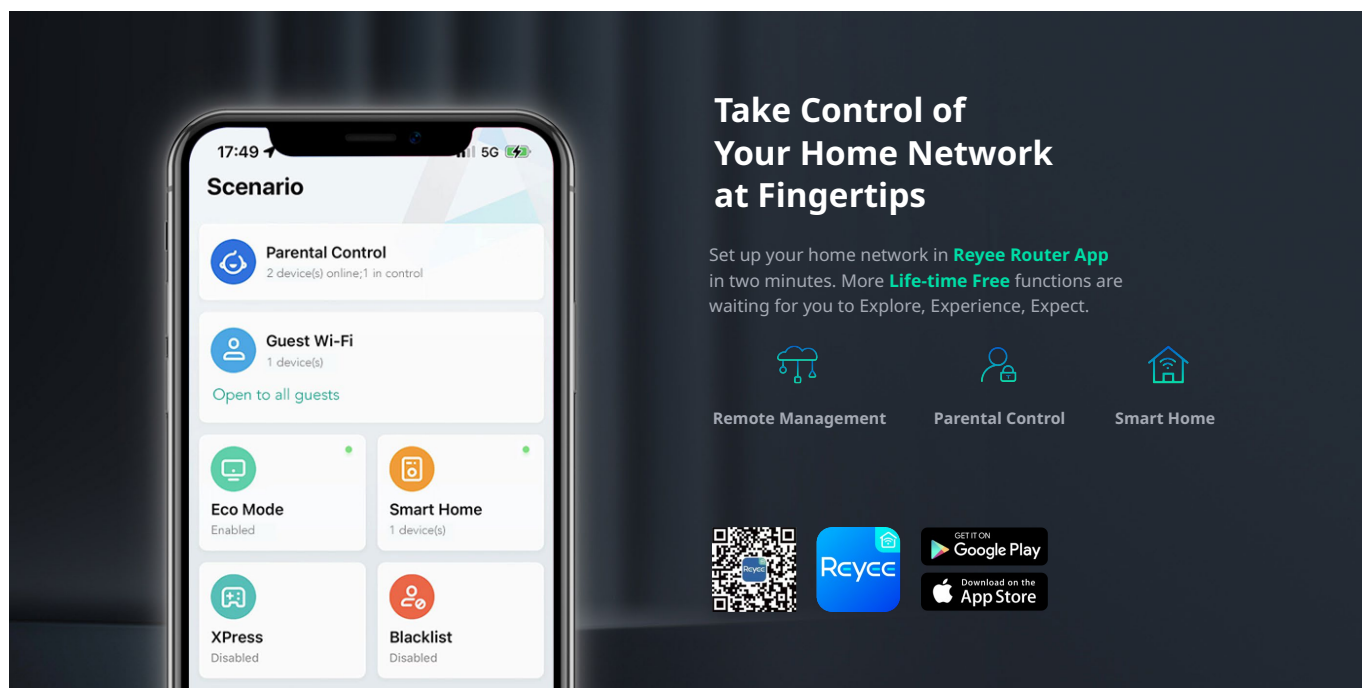 17:49
5G
Scenario
Parental Control
2 device(s) online;1 in control
Guest Wi-Fi
1 device(s)
Open to all guests
Eco Mode
Enabled
Smart Home
1 device(s)
XPress
Disabled
Blacklist
Disabled
Take Control of
Your Home Network
at Fingertips
Set up your home network in Reyee Router App
in two minutes. More Life-time Free functions are
waiting for you to Explore, Experience, Expect.
Remote Management
Parental Control
Smart Home
Reyee
Reyee
GET IT ON
Google Play
Download on the
App Store